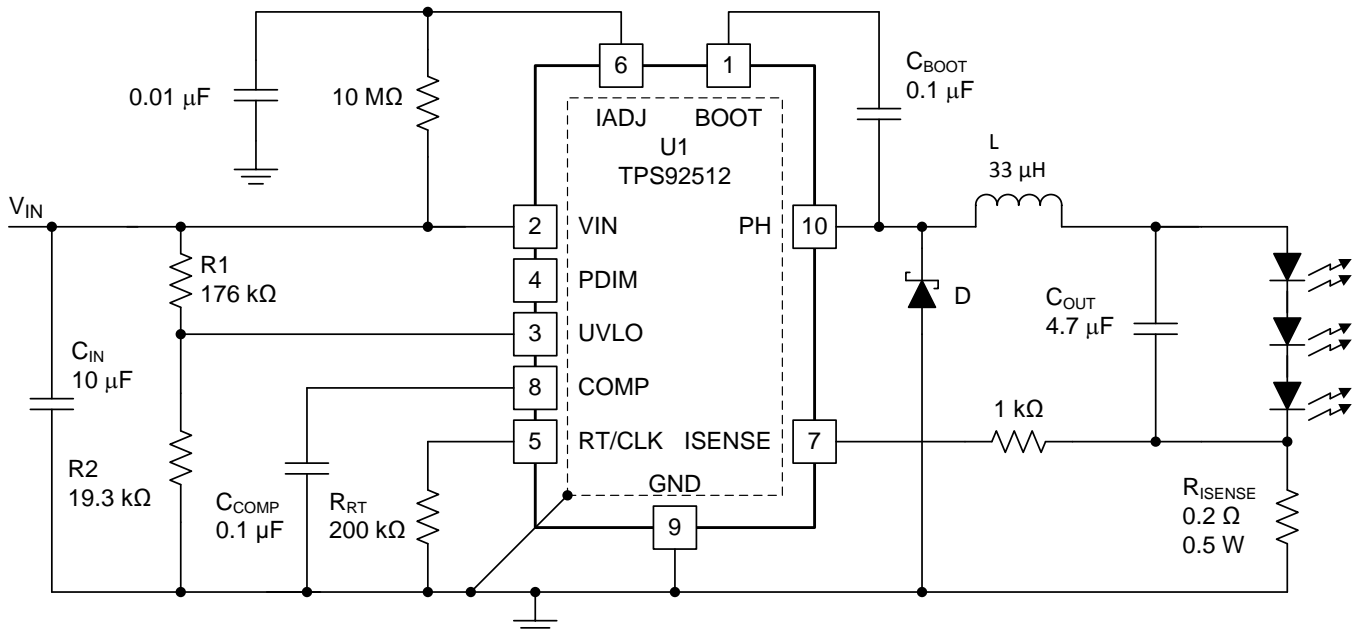 0.01 μF
10 MΩ
6
1
IADJ
BOOT
U1
TPS92512
C_BOOT
0.1 μF
L
33 μH
V_IN
2
VIN
PH
10
R1
176 kΩ
4
PDIM
3
UVLO
D
C_OUT
4.7 μF
C_IN
10 μF
8
COMP
5
RT/CLK
ISENSE
7
1 kΩ
R2
19.3 kΩ
C_COMP
0.1 μF
R_RT
200 kΩ
GND
9
R_ISENSE
0.2 Ω
0.5 W